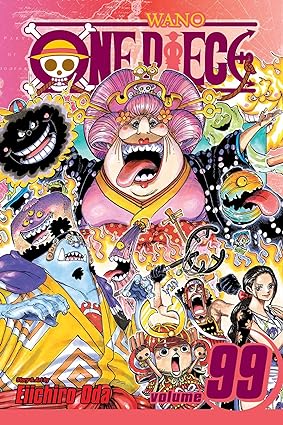 WANO
ONE PIECE
Story & Art by
Eiichiro Oda
volume 99